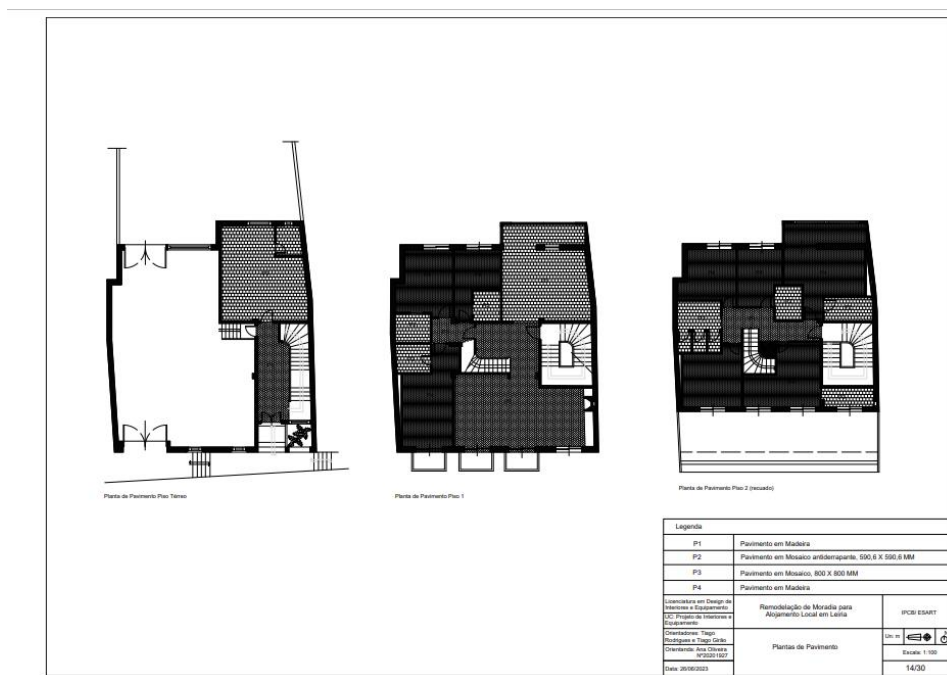 Planta de Pavimento Piso Térreo
Planta de Pavimento Piso 1
Planta de Pavimento Piso 2 (recuado)
Legenda
P1 Pavimento em Madeira
P2 Pavimento em Mosaico antiderrapante, 590,6 X 590,6 MM
P3 Pavimento em Mosaico, 800 X 800 MM
P4 Pavimento em Madeira
Licenciatura em Design de
Interiores e Equipamento
UC: Projeto de Interiores e
Equipamento
Remodelação de Moradia para
Alojamento Local em Leiria
IPCB/ ESART
Orientadores: Tiago
Rodrigues e Tiago Girão
Orientanda: Ana Oliveira
Nº20201927
Plantas de Pavimento
Un. m
Escala: 1:100
Data: 26/06/2023
14/30